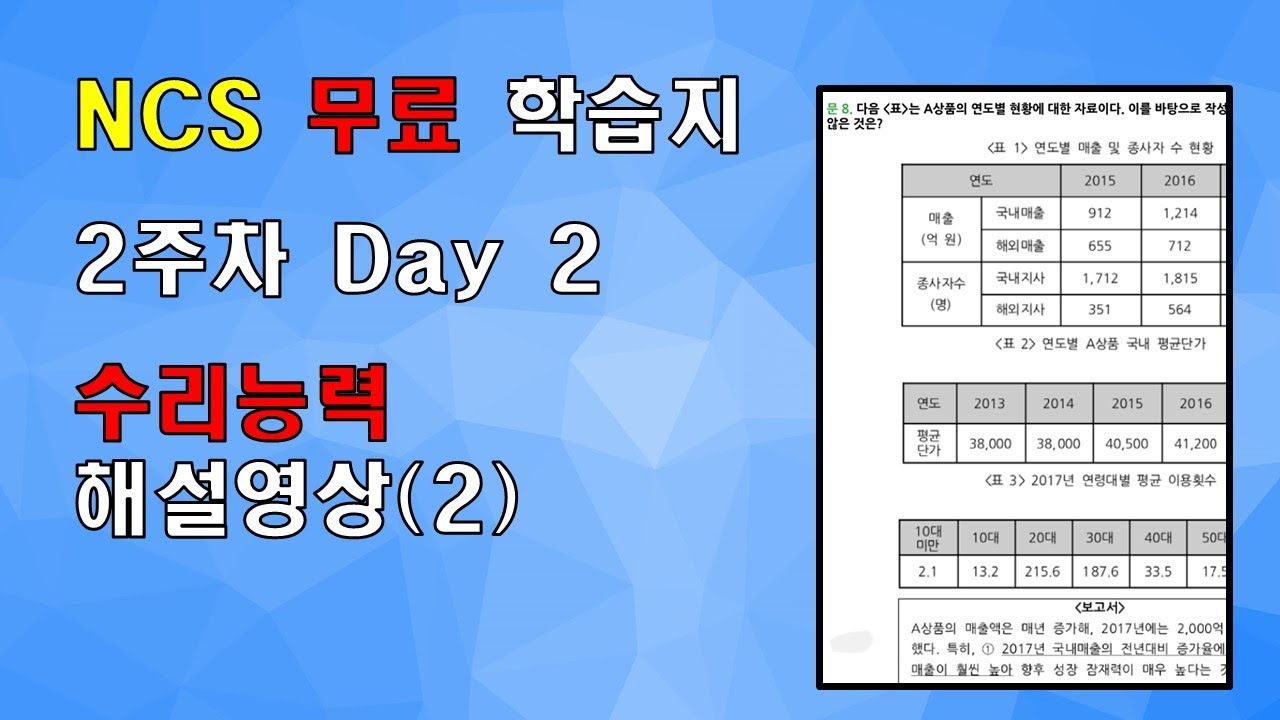 NCS 무료 학습지
2주차 Day 2
수리능력
해설영상(2)
문 8. 다음 <표>는 A상품의 연도별 현황에 대한 자료이다. 이를 바탕으로 작성
않은 것은?
<표 1> 연도별 매출 및 종사자 수 현황
연도 2015 2016
매출 (억 원) 국내매출 912 1,214
해외매출 655 712
종사자수 (명) 국내지사 1,712 1,815
해외지사 351 564
<표 2> 연도별 A상품 국내 평균단가
연도 2013 2014 2015 2016
평균 단가 38,000 38,000 40,500 41,200
<표 3> 2017년 연령대별 평균 이용횟수
10대 미만 10대 20대 30대 40대 50대
2.1 13.2 215.6 187.6 33.5 17.5
<보고서>
A상품의 매출액은 매년 증가해, 2017년에는 2,000억
했다. 특히, ① 2017년 국내매출의 전년대비 증가율에
매출이 훨씬 높아 향후 성장 잠재력이 매우 높다는